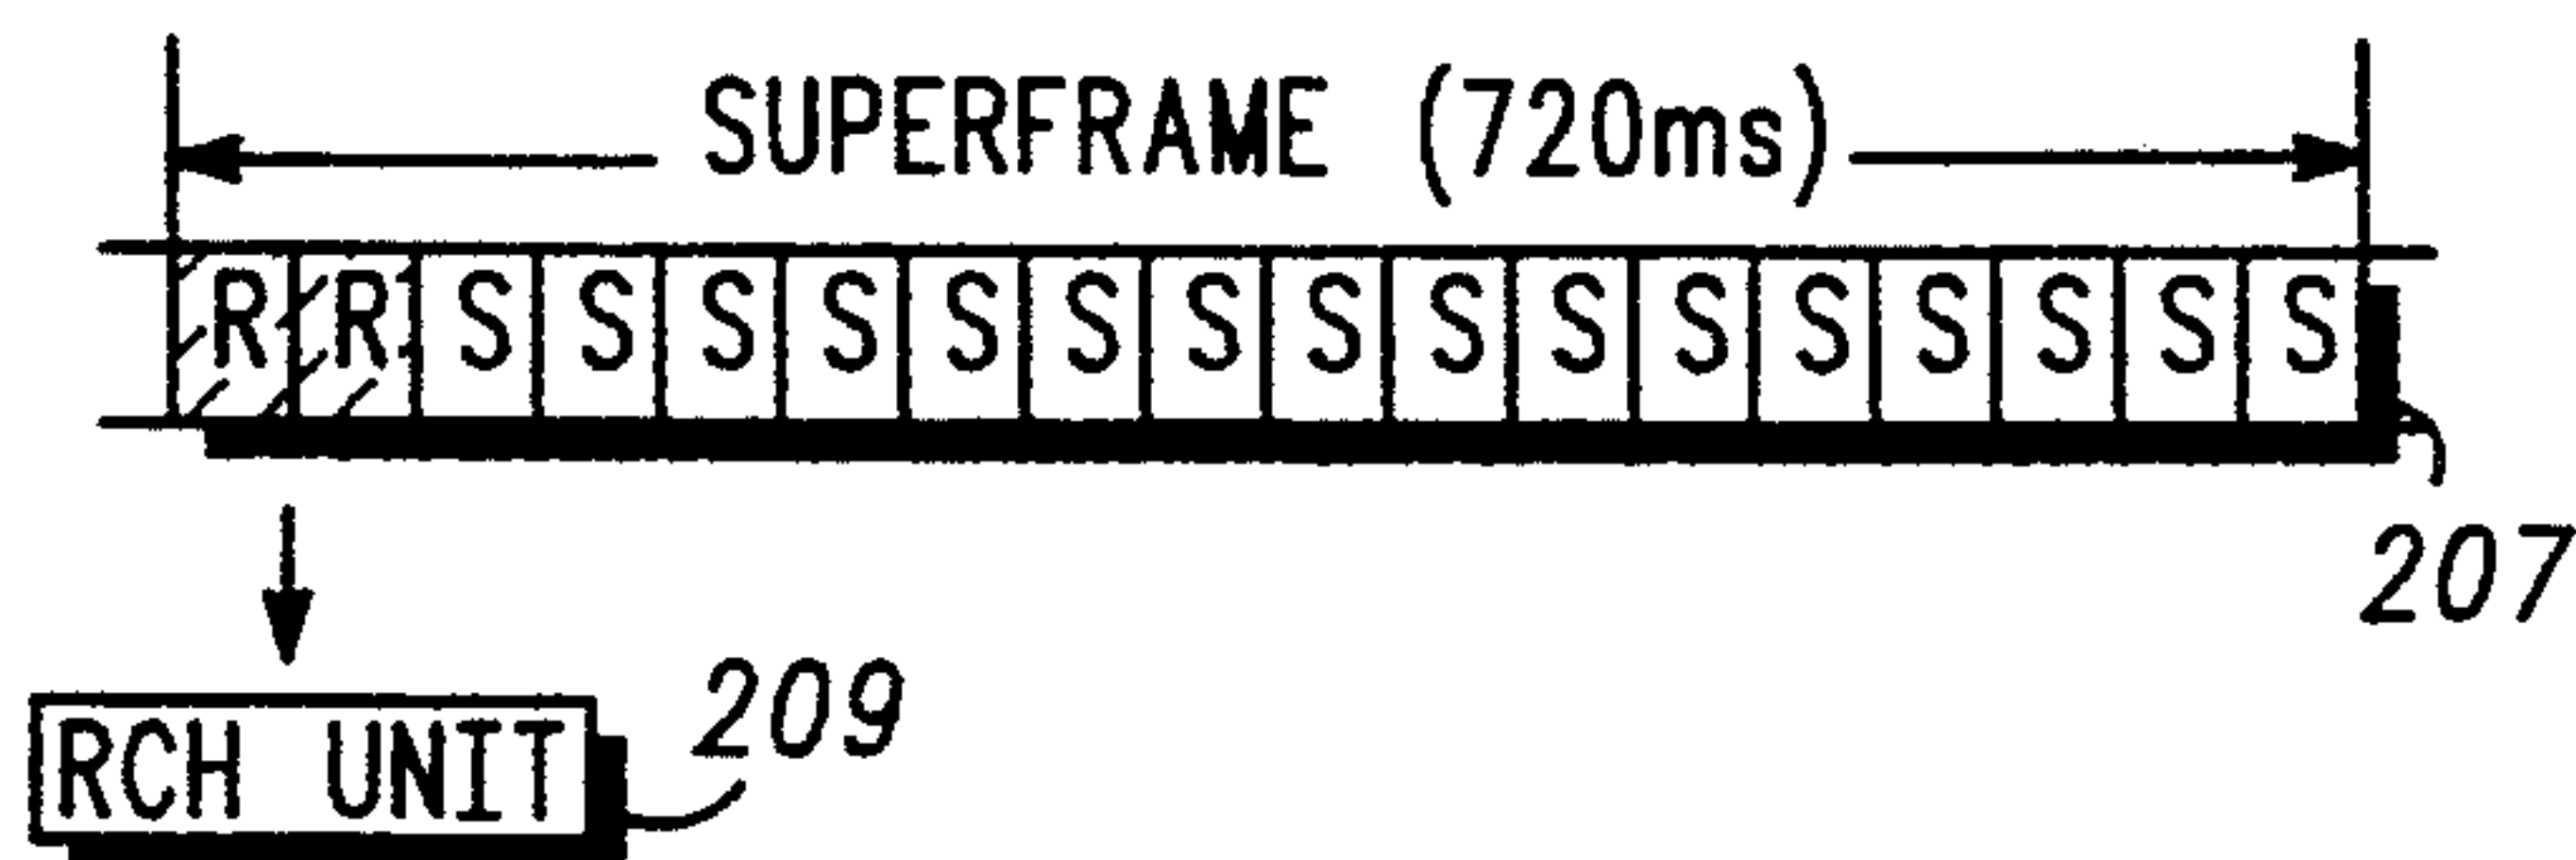 SUPERFRAME (720ms)
R R S S S S S S S S S S S S S S S S
207
RCH UNIT 209